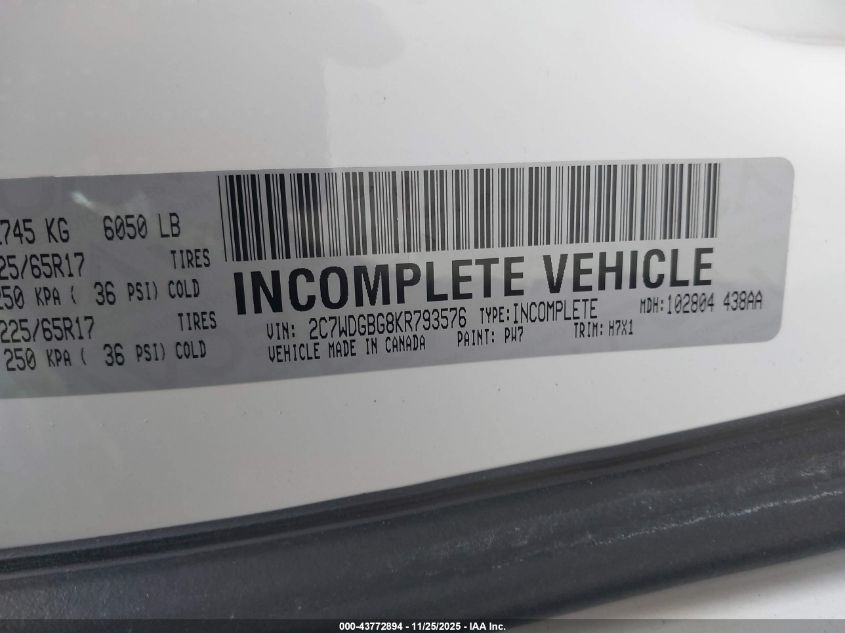 745 KG 6050 LB
25/65R17 TIRES
250 KPA ( 36 PSI) COLD
225/65R17 TIRES
250 KPA ( 36 PSI) COLD
INCOMPLETE VEHICLE
VIN: 2C7WDGBG8KR793576 TYPE:INCOMPLETE MDH:102804 438AA
VEHICLE MADE IN CANADA PAINT: PW7 TRIM: H7X1
000-43772894 - 11/25/2025 - IAA Inc.